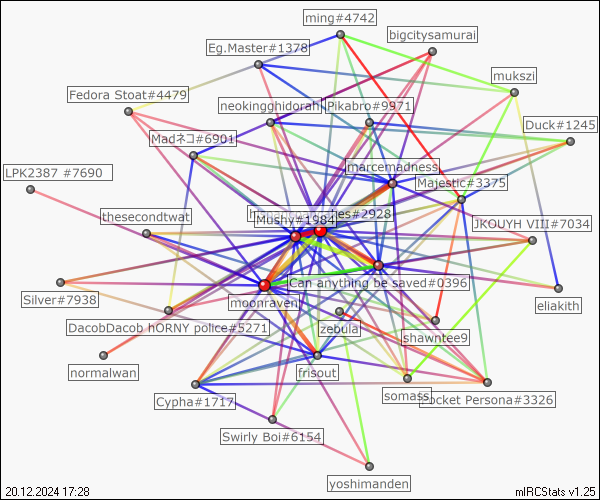 ming#4742
bigcitysamurai
Eg.Master#1378
mukszi
Fedora Stoat#4479
neokingghidorah
Pikabro#9971
Duck#1245
Madネコ#6901
marcemadness
LPK2387 #7690
Majestic#3375
thesecondtwat
Moshy#1984
es#2928
JKOUYH VIII#7034
Can anything be saved#0396
Silver#7938
moonraven
eliakith
DacobDacob hORNY police#5271
zebula
shawntee9
normalwan
frisout
Cypha#1717
somass
Pocket Persona#3326
Swirly Boi#6154
yoshimanden
20.12.2024 17:28
mIRCStats v1.25